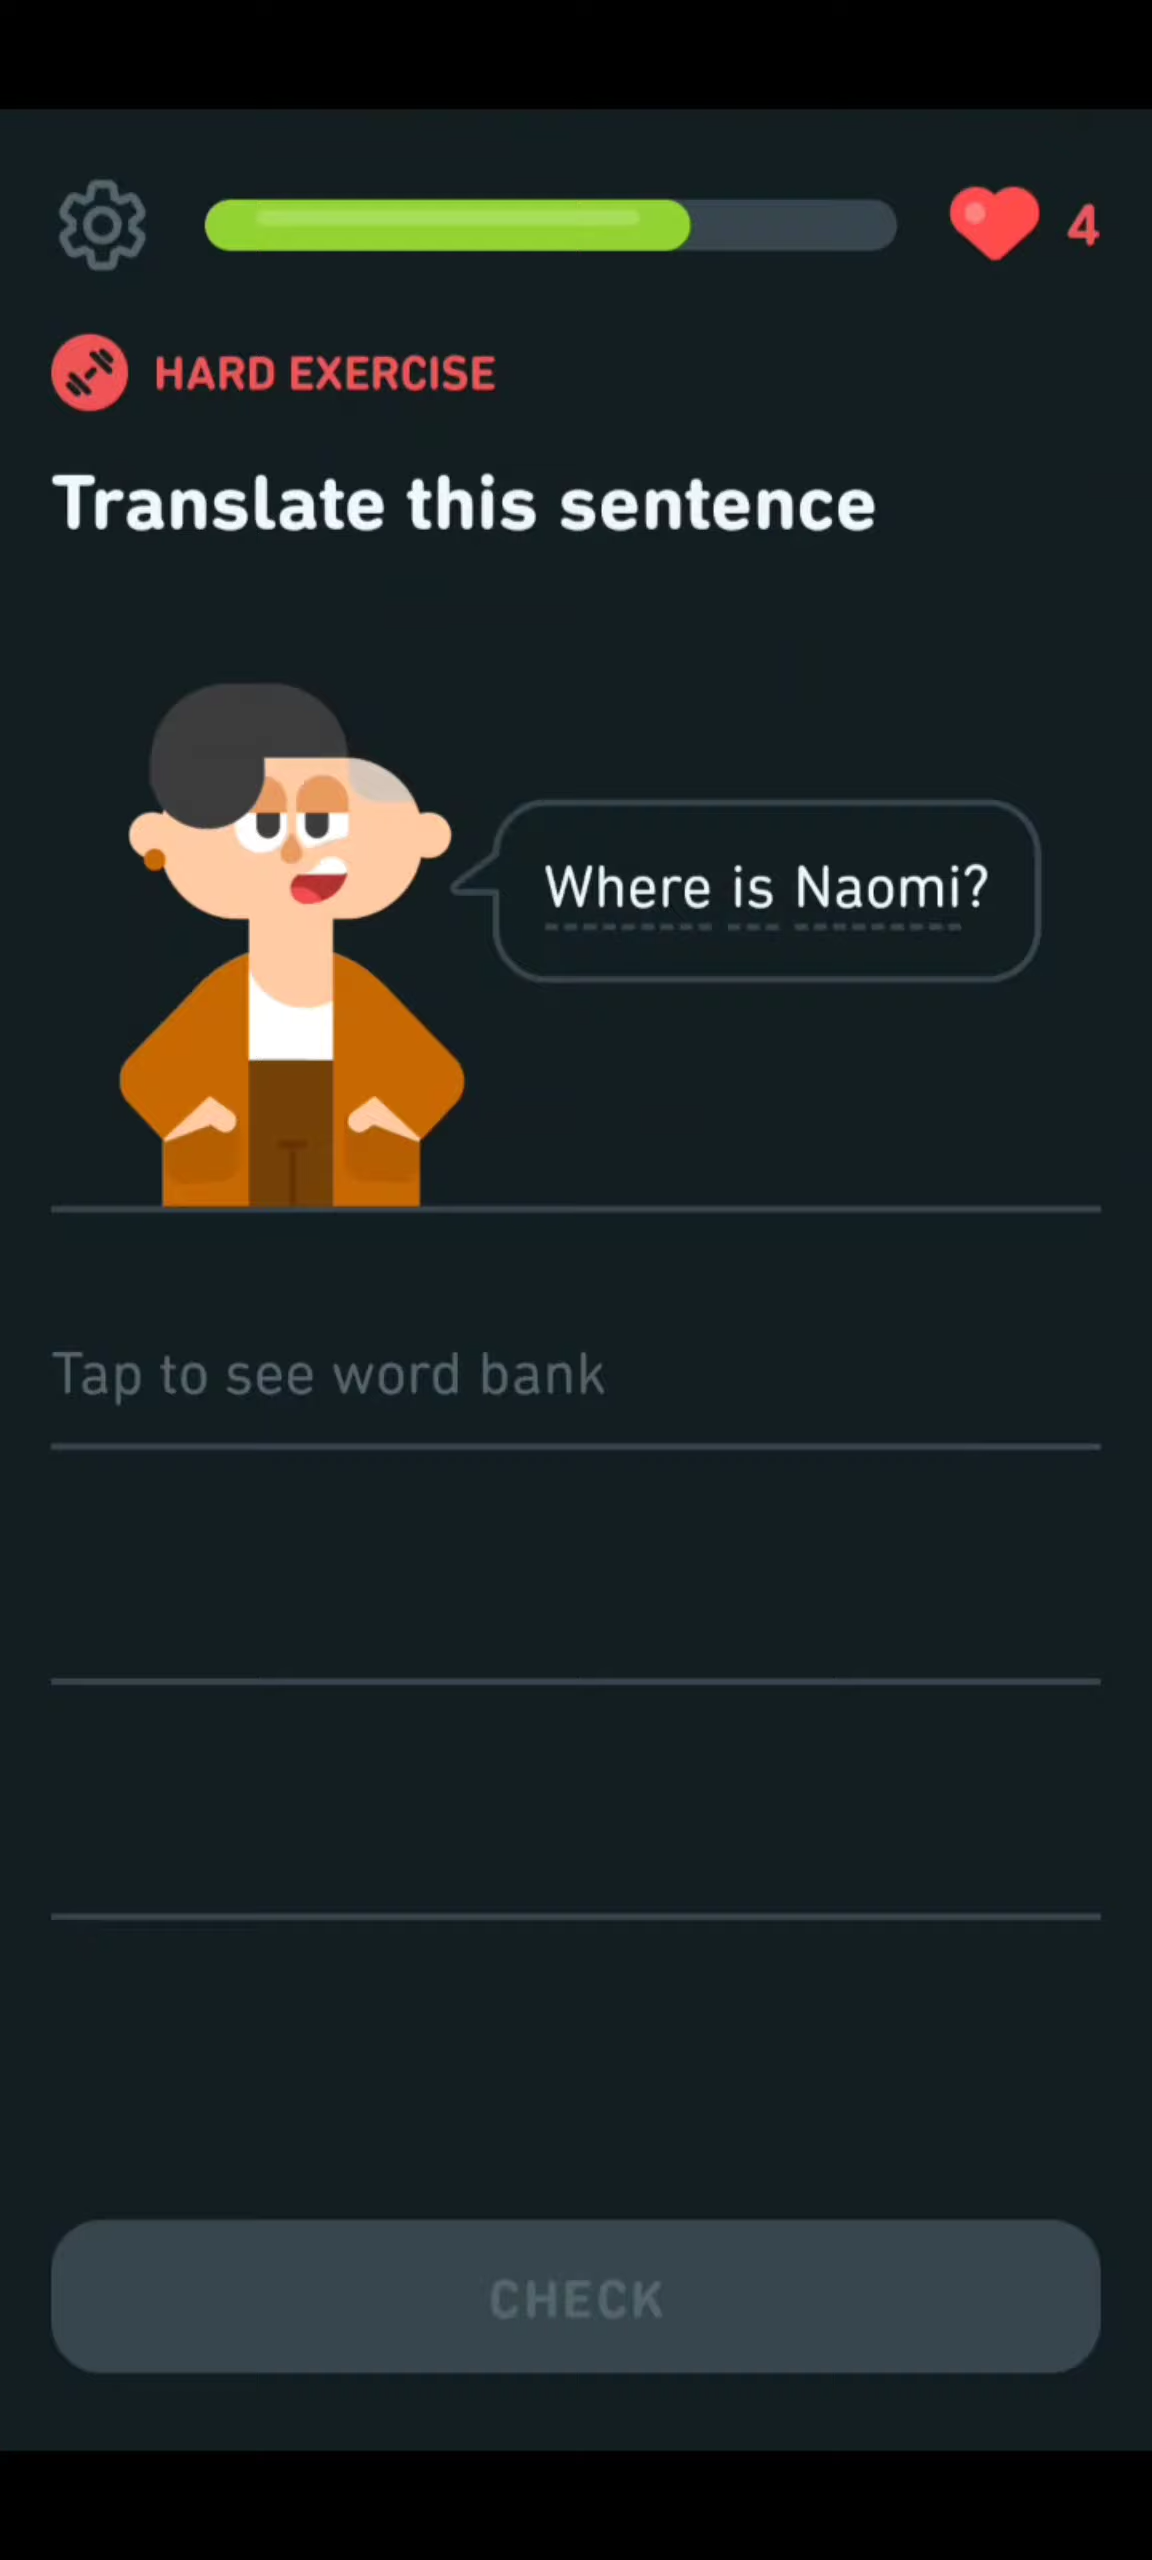 4
HARD EXERCISE
Translate this sentence
Where is Naomi?
Tap to see word bank
CHECK